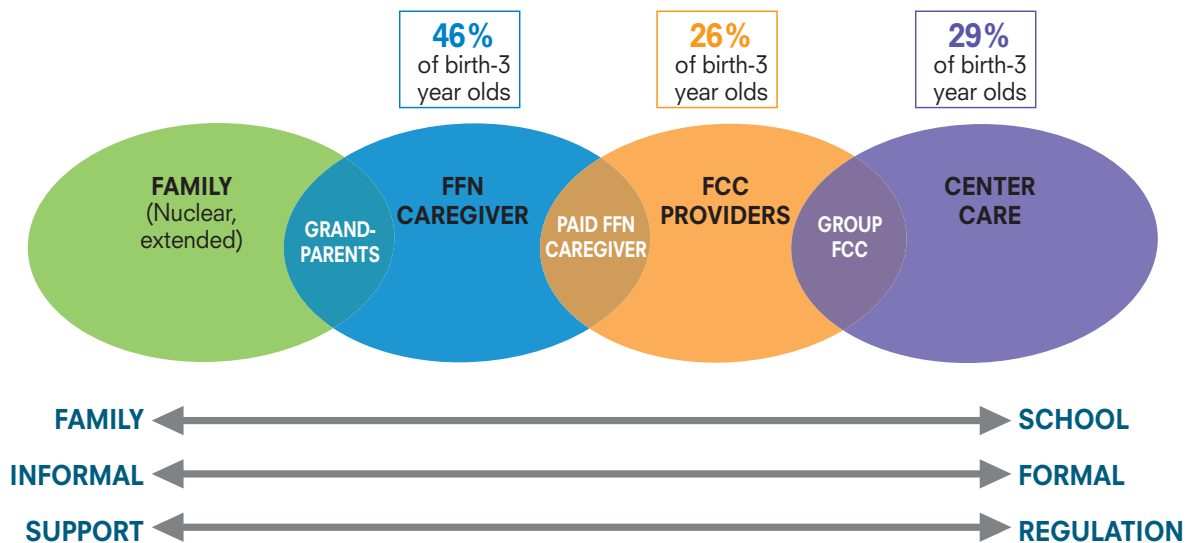 46%
of birth-3
year olds
26%
of birth-3
year olds
29%
of birth-3
year olds
FAMILY
(Nuclear,
extended)
GRAND-
PARENTS
FFN
CAREGIVER
PAID FFN
CAREGIVER
FCC
PROVIDERS
GROUP
FCC
CENTER
CARE
FAMILY
SCHOOL
INFORMAL
FORMAL
SUPPORT
REGULATION